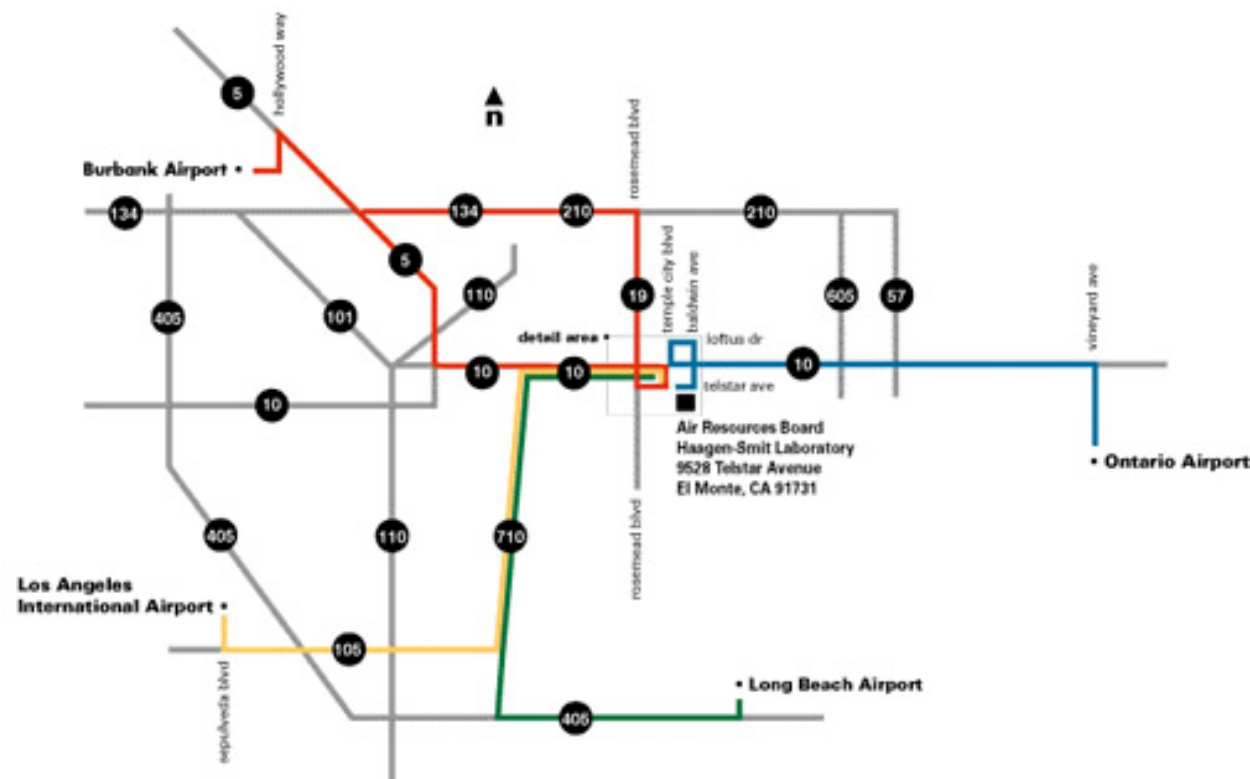 hollywood way
5
n
rosemead blvd
Burbank Airport •
134
134
210
210
temple city blvd
baldwin ave
5
110
19
605
57
vineyard ave
405
101
detail area •
loftus dr
10
10
10
telstar ave
10
Air Resources Board
Haagen-Smit Laboratory
9528 Telstar Avenue
El Monte, CA 91731
• Ontario Airport
405
110
710
rosemead blvd
Los Angeles
International Airport •
105
sepulveda blvd
• Long Beach Airport
405